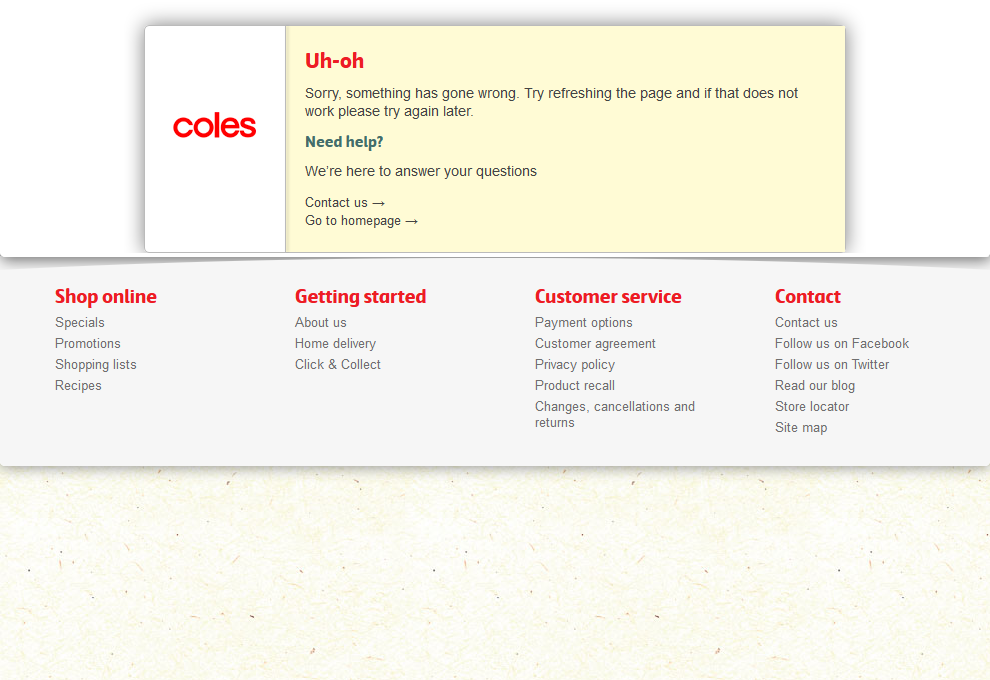 coles
Uh-oh
Sorry, something has gone wrong. Try refreshing the page and if that does not
work please try again later.
Need help?
We're here to answer your questions
Contact us →
Go to homepage →
Shop online
Specials
Promotions
Shopping lists
Recipes
Getting started
About us
Home delivery
Click & Collect
Customer service
Payment options
Customer agreement
Privacy policy
Product recall
Changes, cancellations and
returns
Contact
Contact us
Follow us on Facebook
Follow us on Twitter
Read our blog
Store locator
Site map